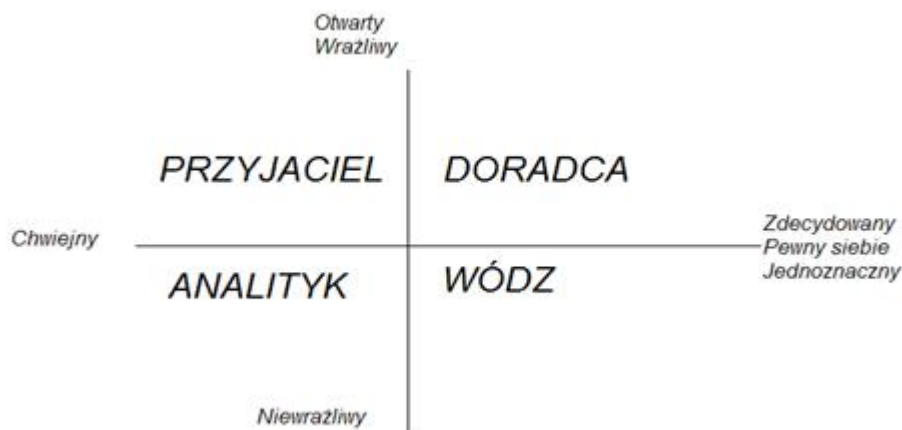 Otwarty
Wrażliwy
PRZYJACIEL
DORADCA
Chwiejny
Zdecydowany
Pewny siebie
Jednoznaczny
ANALITYK
WÓDZ
Niewrażliwy